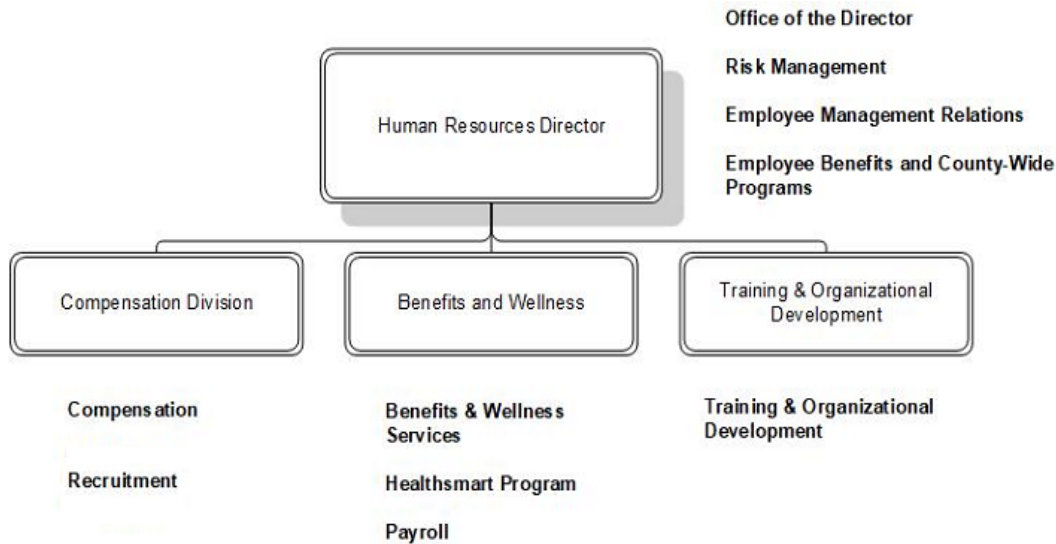 Office of the Director
Risk Management
Human Resources Director
Employee Management Relations
Employee Benefits and County-Wide
Programs
Compensation Division
Benefits and Wellness
Training & Organizational
Development
Compensation
Recruitment
Benefits & Wellness
Services
Healthsmart Program
Payroll
Training & Organizational
Development